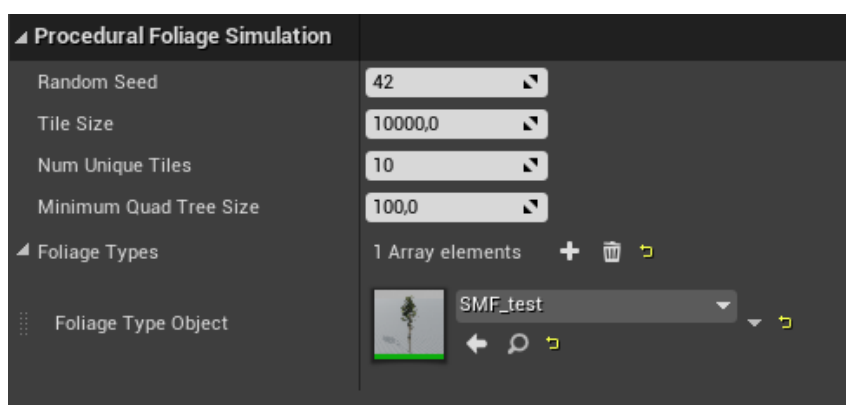 Procedural Foliage Simulation
Random Seed 42
Tile Size 10000,0
Num Unique Tiles 10
Minimum Quad Tree Size 100,0
Foliage Types 1 Array elements
Foliage Type Object SMF_test